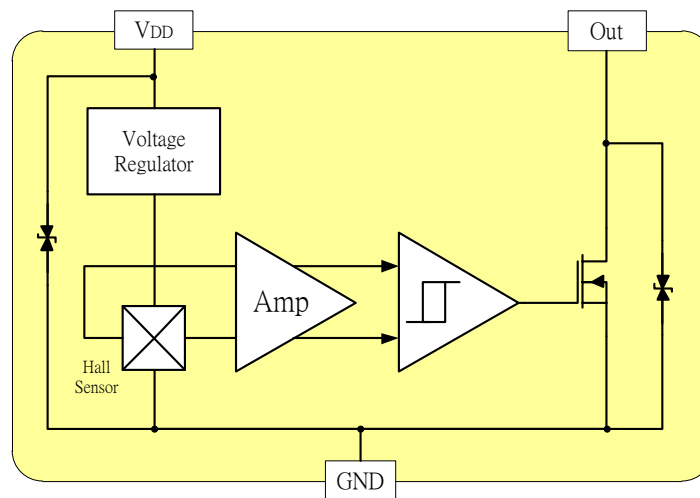 VDD
Out
Voltage
Regulator
Amp
Hall
Sensor
GND